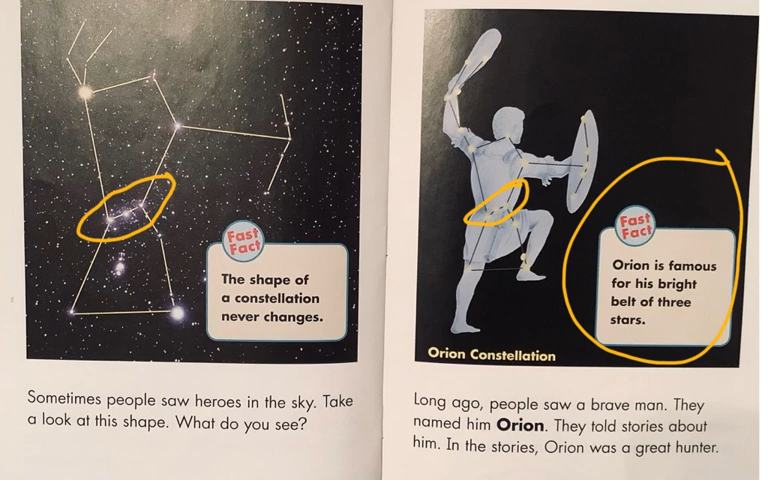 Fast
Fact
The shape of
a constellation
never changes.
Sometimes people saw heroes in the sky. Take
a look at this shape. What do you see?
Fast
Fact
Orion is famous
for his bright
belt of three
stars.
Orion Constellation
Long ago, people saw a brave man. They
named him Orion. They told stories about
him. In the stories, Orion was a great hunter.